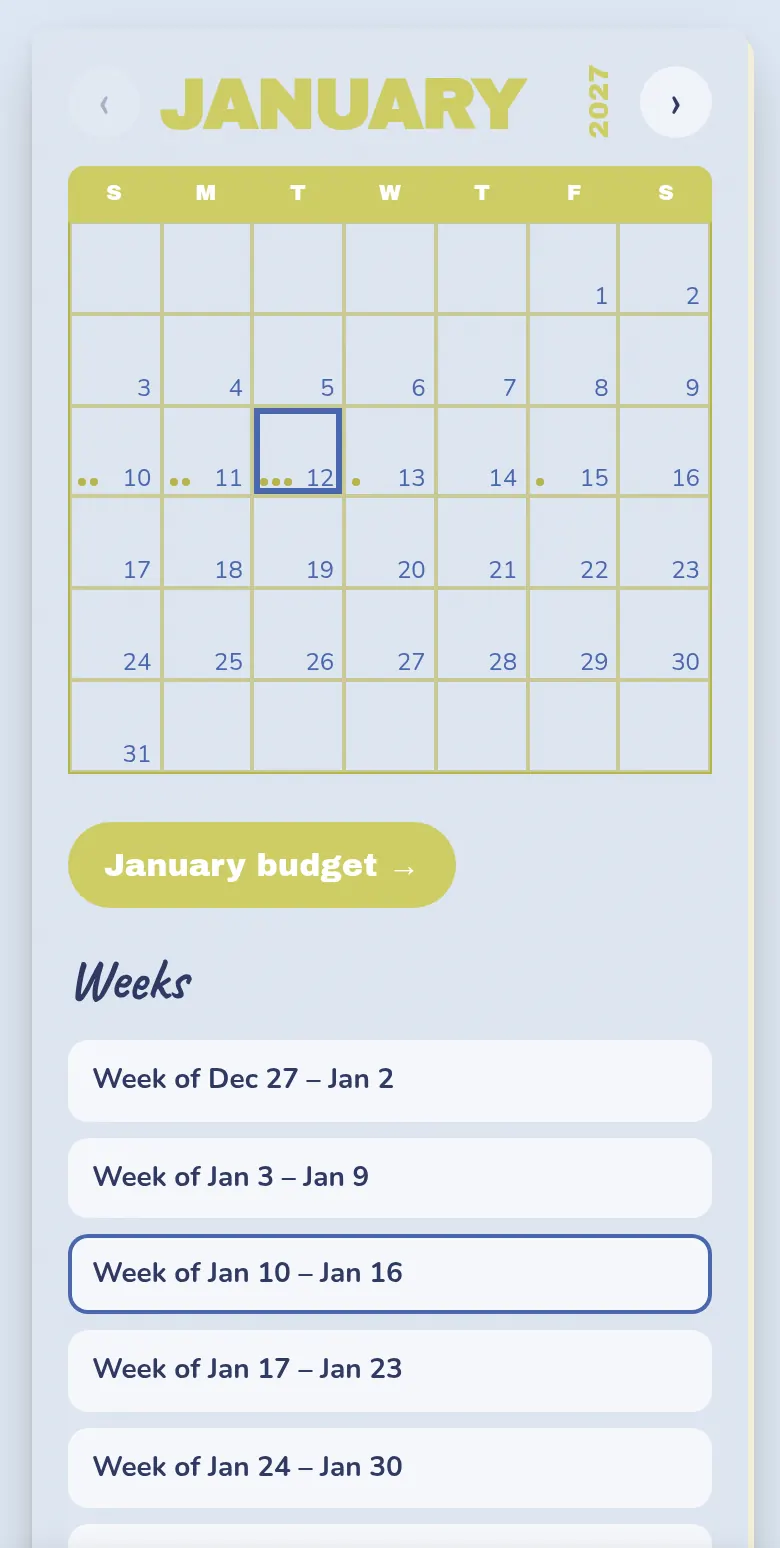 ‹ JANUARY 2027 ›
S M T W T F S
1 2
3 4 5 6 7 8 9
10 11 12 13 14 15 16
17 18 19 20 21 22 23
24 25 26 27 28 29 30
31
January budget →
Weeks
Week of Dec 27 – Jan 2
Week of Jan 3 – Jan 9
Week of Jan 10 – Jan 16
Week of Jan 17 – Jan 23
Week of Jan 24 – Jan 30